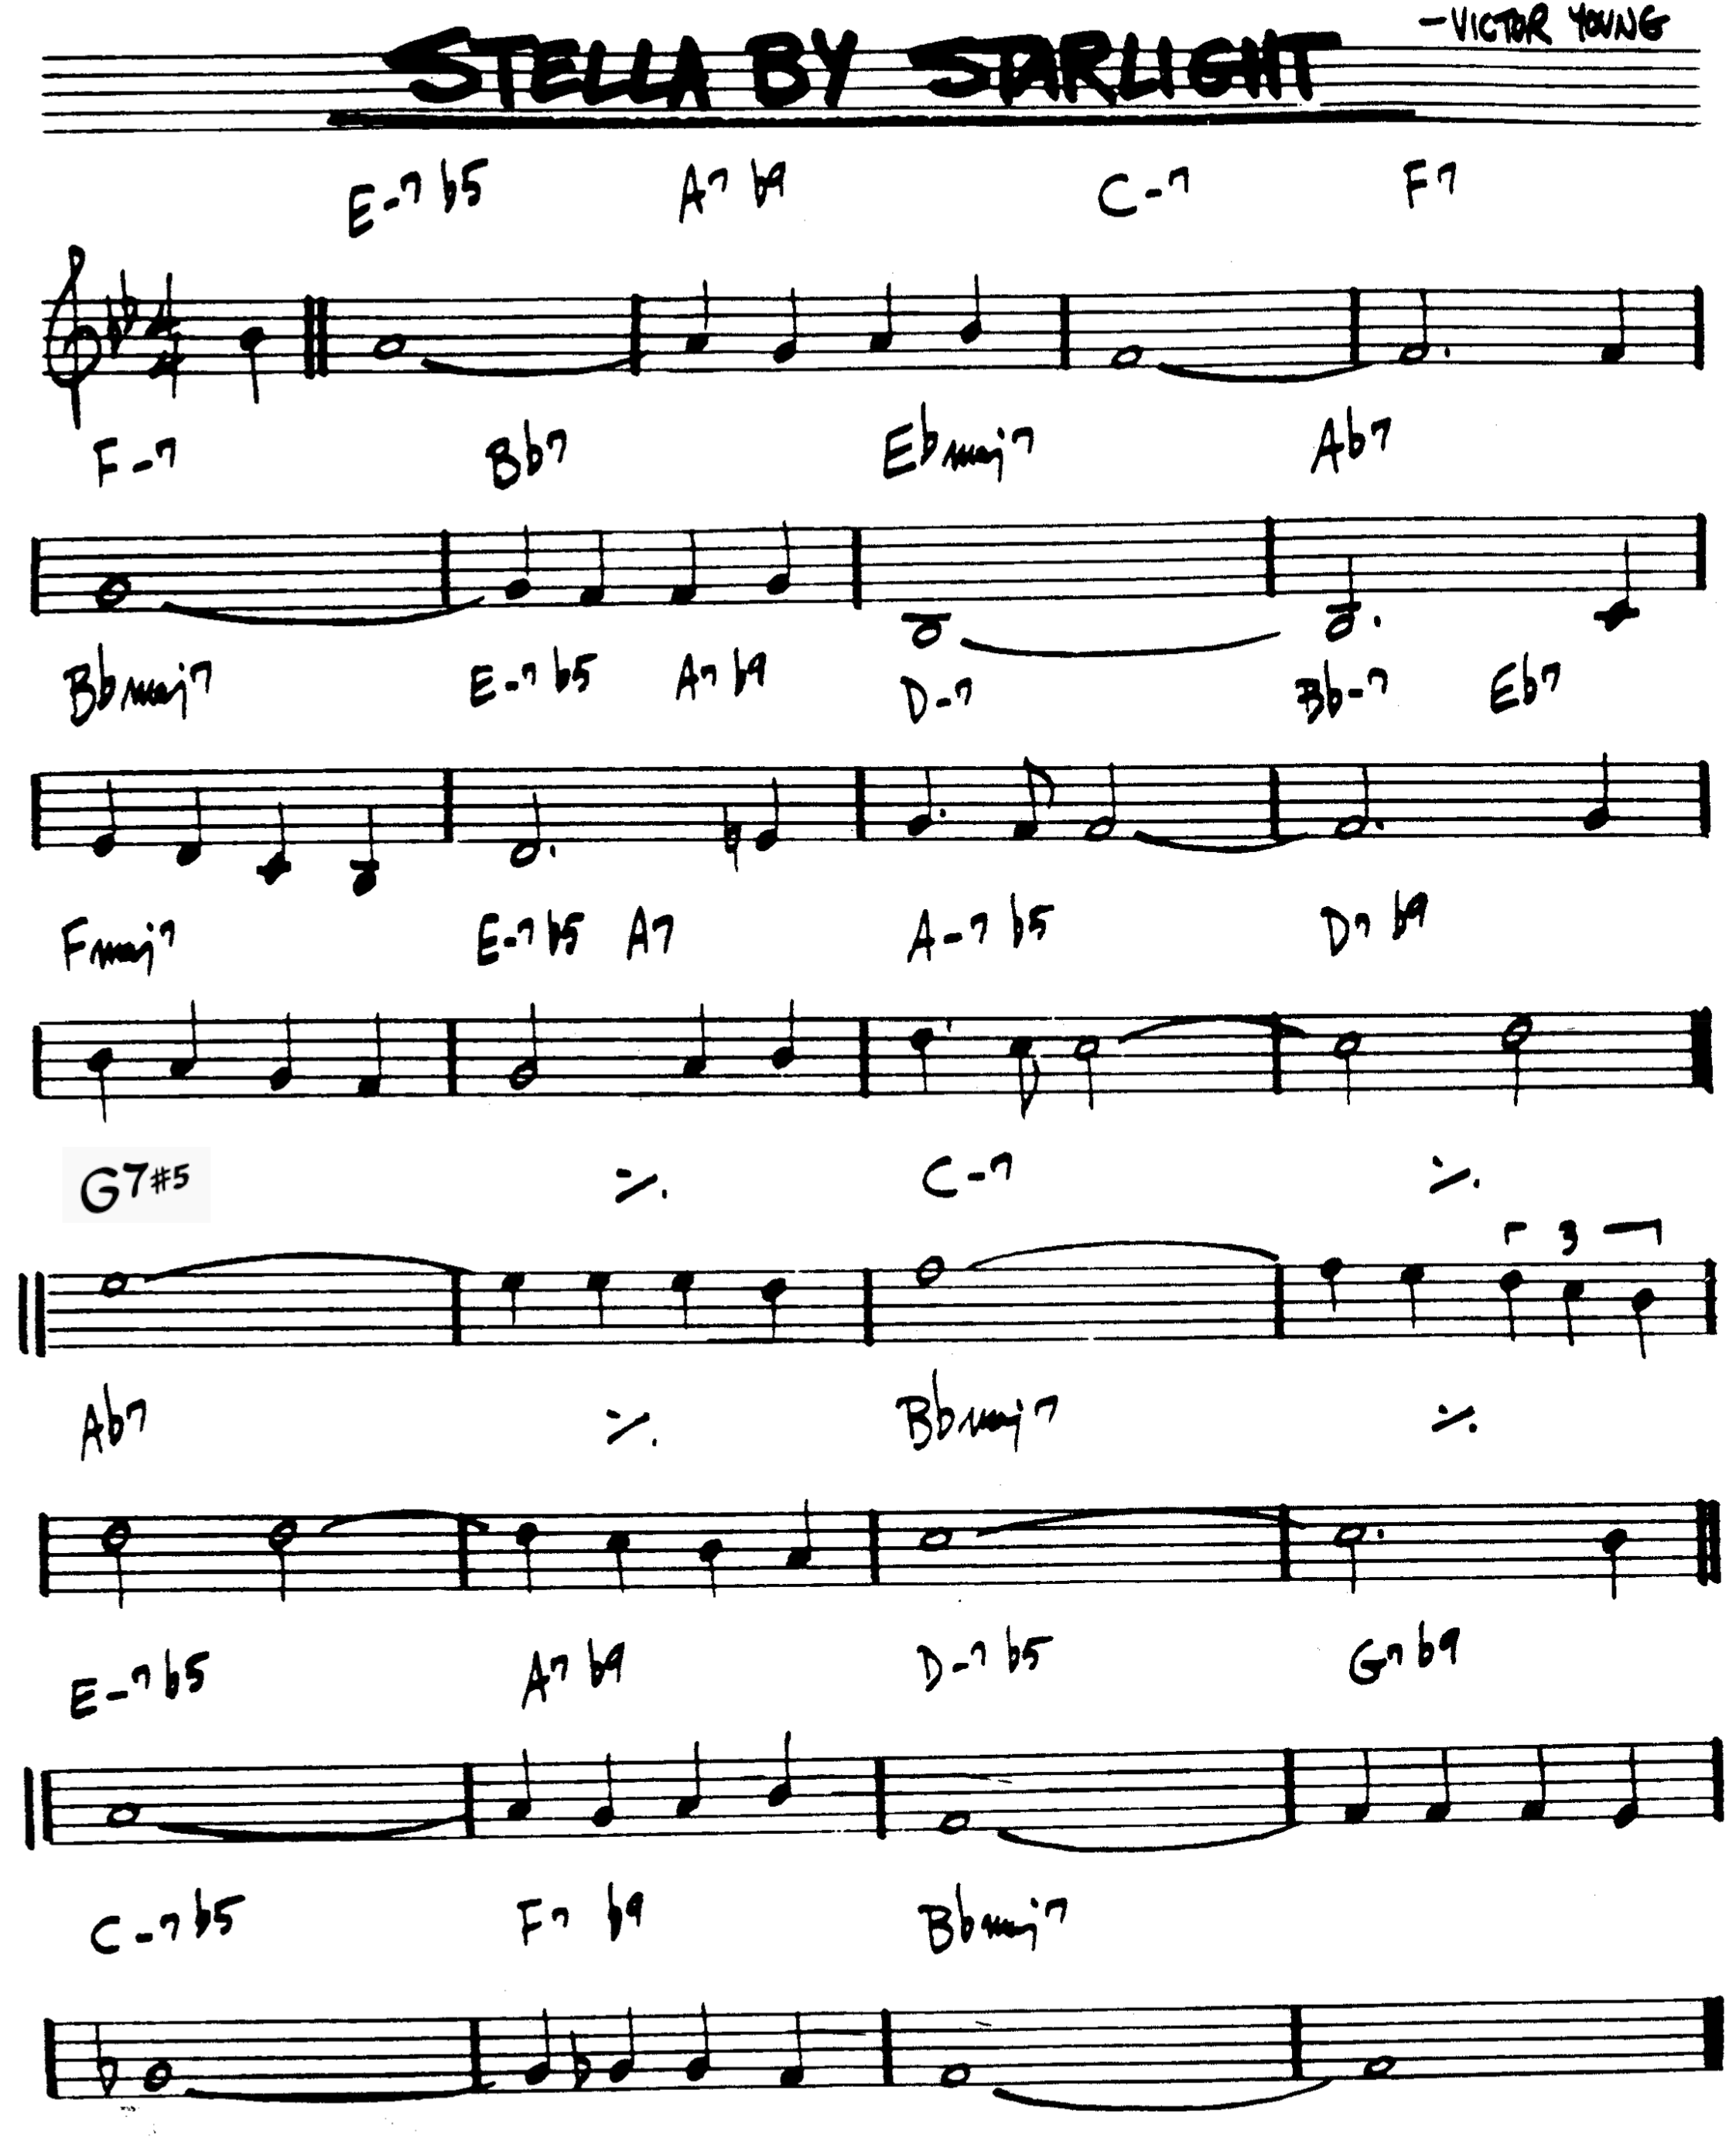 -VICTOR YOUNG
STELLA BY STARLIGHT
E-7 b5 A7 b9 C-7 F7
4
4
F-7 Bb7 Ebmaj7 Ab7
Bbmaj7 E-7 b5 A7 b9 D-7 Bb-7 Eb7
Fmaj7 E-7 b5 A7 A-7 b5 D7 b9
G7#5 C-7
3
Ab7 Bbmaj7
E-7 b5 A7 b9 D-7 b5 G7 b9
C-7 b5 F7 b9 Bbmaj7